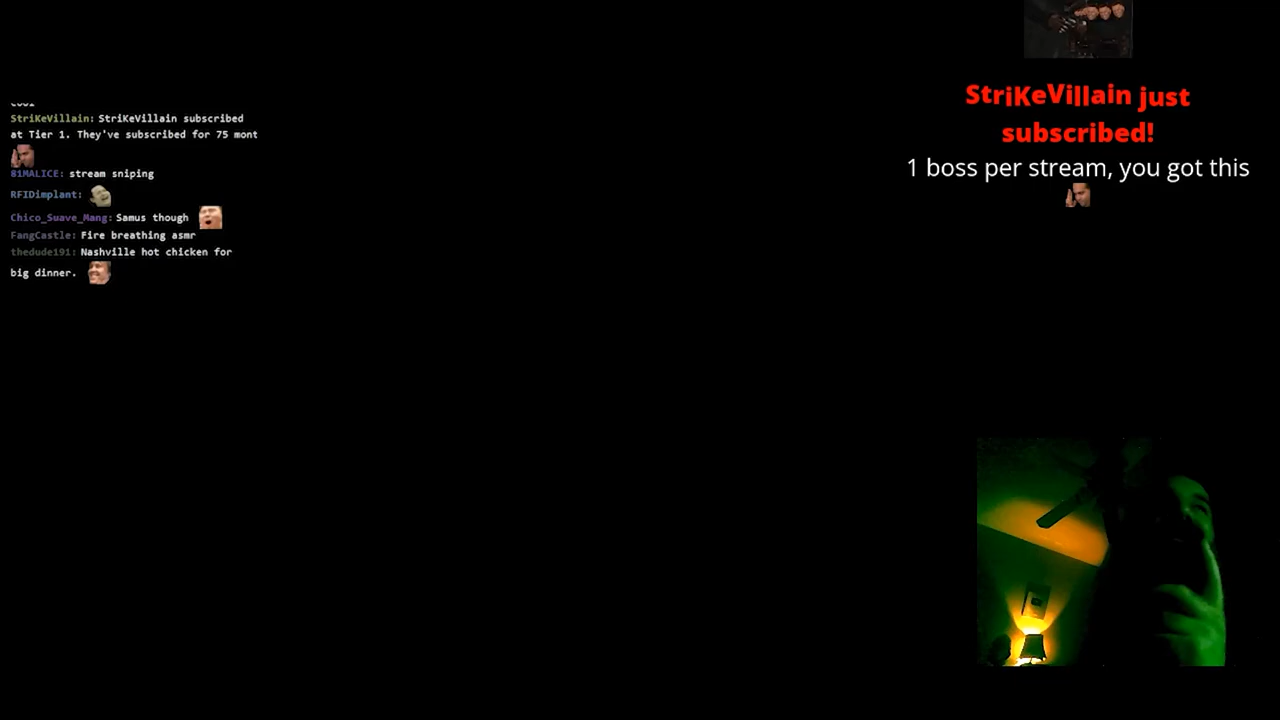 StriKeVillain: StriKeVillain subscribed
at Tier 1. They've subscribed for 75 mont
81MALICE: stream sniping
RFIDimplant:
Chico_Suave_Mang: Samus though
FangCastle: Fire breathing asmr
thedude191: Nashville hot chicken for
big dinner.
StriKeVillain just
subscribed!
1 boss per stream, you got this